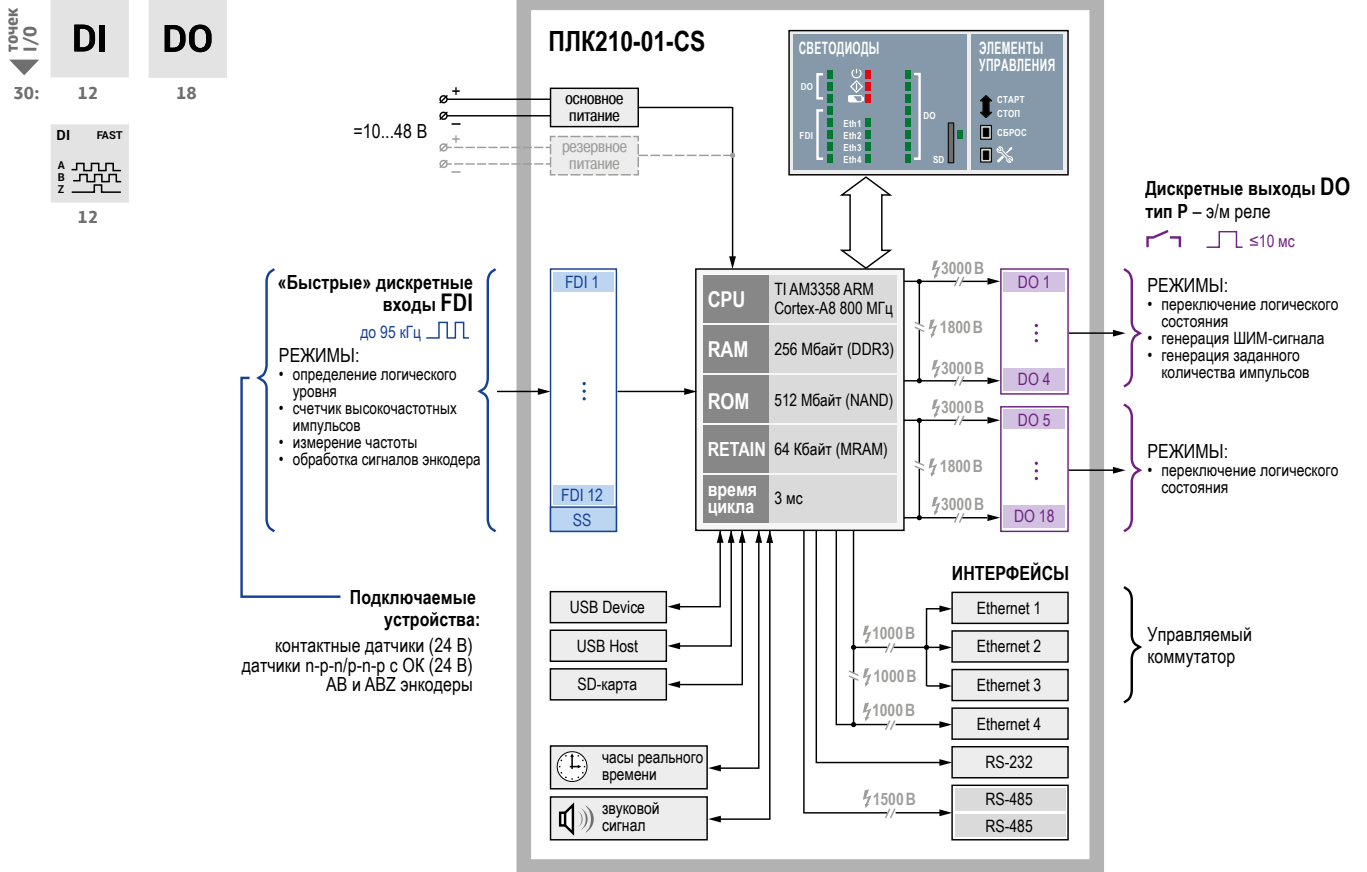 точек
I/O
DI
DO
30:
12
18
DI FAST
A
B
Z
12
ПЛК210-01-CS
=10...48 В
+
–
+
–
основное
питание
резервное
питание
СВЕТОДИОДЫ
DO
FDI
Eth1
Eth2
Eth3
Eth4
DO
SD
ЭЛЕМЕНТЫ
УПРАВЛЕНИЯ
СТАРТ
СТОП
СБРОС
«Быстрые» дискретные
входы FDI
до 95 кГц
РЕЖИМЫ:
• определение логического
уровня
• счетчик высокочастотных
импульсов
• измерение частоты
• обработка сигналов энкодера
Подключаемые
устройства:
контактные датчики (24 В)
датчики n-p-n/p-n-p с ОК (24 В)
AB и ABZ энкодеры
FDI 1
⋮
FDI 12
SS
CPU
TI AM3358 ARM
Cortex-A8 800 МГц
RAM
256 Мбайт (DDR3)
ROM
512 Мбайт (NAND)
RETAIN
64 Кбайт (MRAM)
время
цикла
3 мс
3000 В
1800 В
3000 В
3000 В
1800 В
3000 В
DO 1
⋮
DO 4
DO 5
⋮
DO 18
Дискретные выходы DO
тип Р – э/м реле
≤10 мс
РЕЖИМЫ:
• переключение логического
состояния
• генерация ШИМ-сигнала
• генерация заданного
количества импульсов
РЕЖИМЫ:
• переключение логического
состояния
USB Device
USB Host
SD-карта
часы реального
времени
звуковой
сигнал
ИНТЕРФЕЙСЫ
1000 В
1000 В
1000 В
1500 В
Ethernet 1
Ethernet 2
Ethernet 3
Ethernet 4
RS-232
RS-485
RS-485
Управляемый
коммутатор